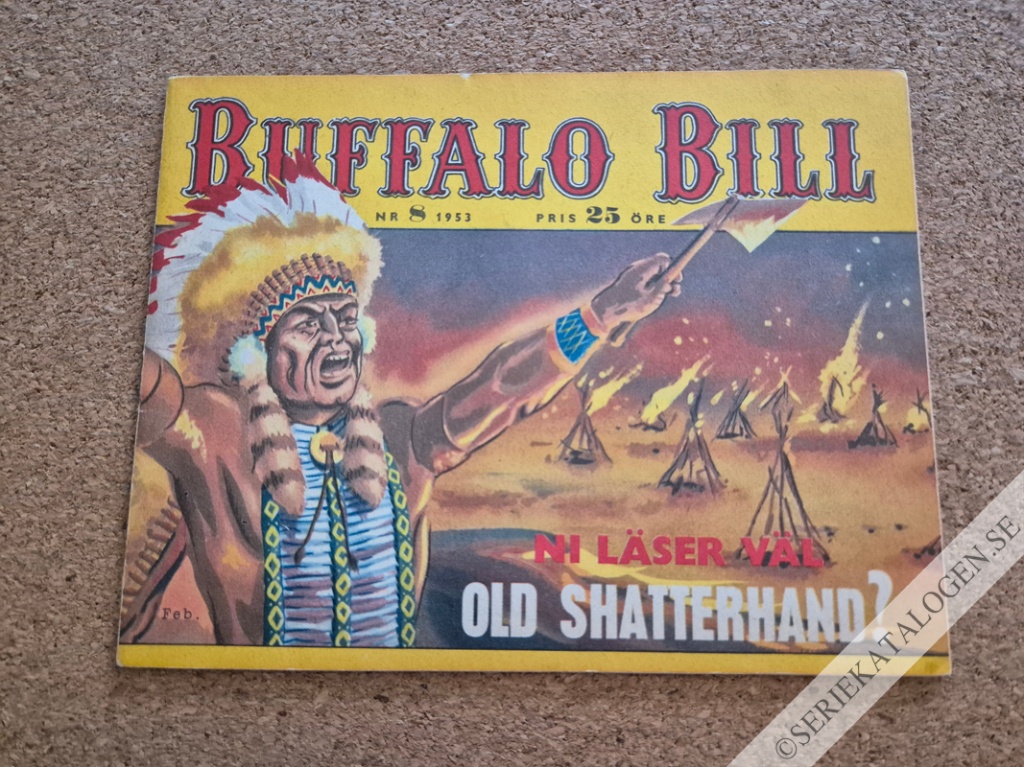 BUFFALO BILL
NR 8 1953 PRIS 25 ÖRE
NI LÄSER VÄL
OLD SHATTERHAND?
Feb.
©SERIEKATALOGEN.SE